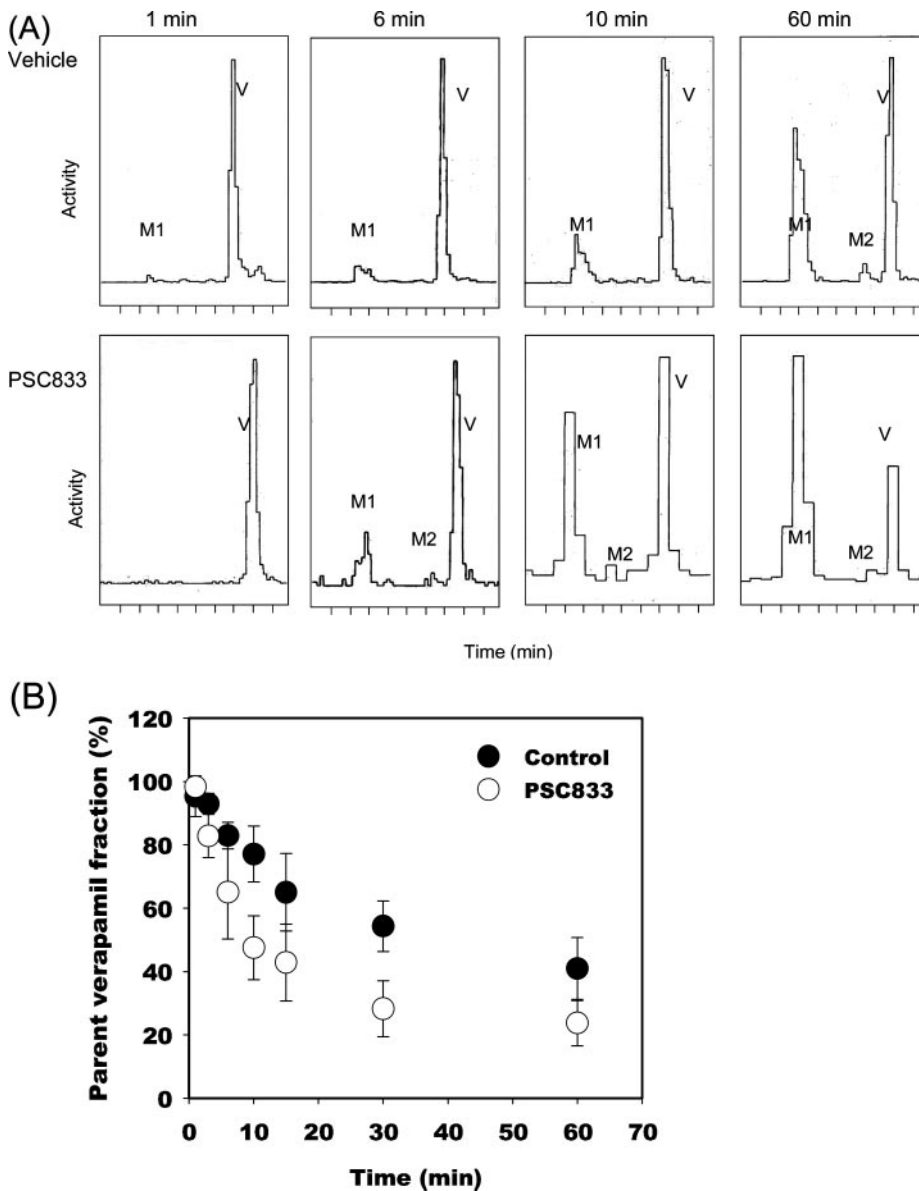 (A)
1 min 6 min 10 min 60 min
Vehicle
Activity
M1 V
M1 V
M1 V
M1 M2 V
PSC833
Activity
V
M1 M2 V
M1 M2 V
M1 M2 V
Time (min)
(B)
Parent verapamil fraction (%)
120
100
80
60
40
20
0
Control
PSC833
0 10 20 30 40 50 60 70
Time (min)